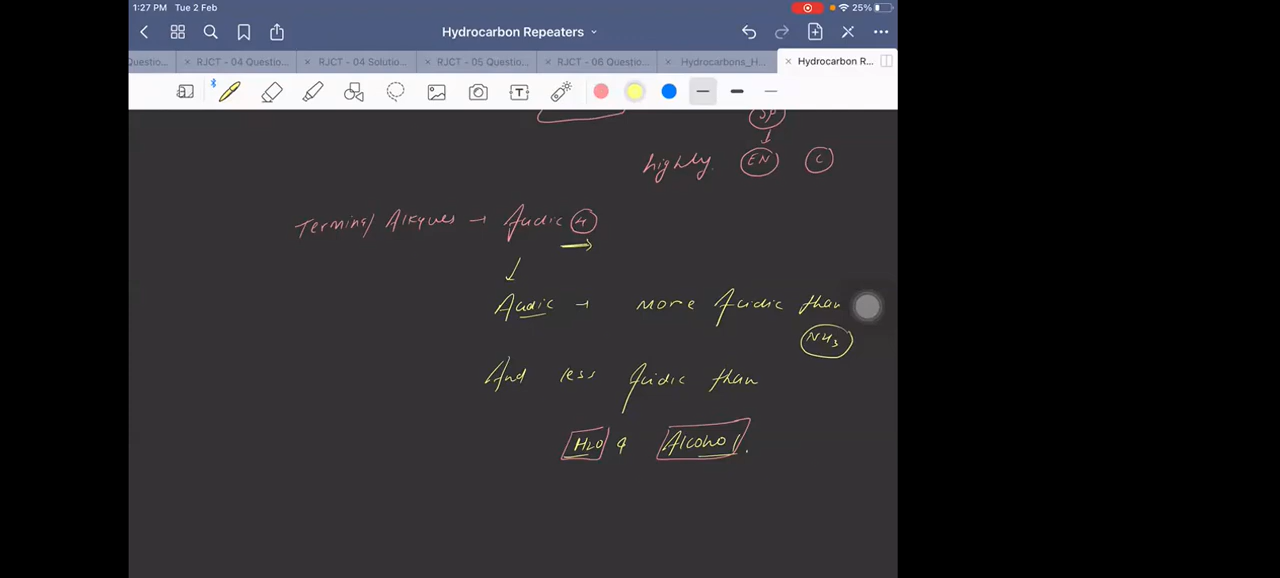 1:27 PM Tue 2 Feb
25%
Hydrocarbon Repeaters
Questio... RJCT - 04 Questio... RJCT - 04 Solutio... RJCT - 05 Questio... RJCT - 06 Questio... Hydrocarbons_H... Hydrocarbon R...
T
SP
highly. EN C
Terminal Alkynes → Acidic H
Acidic → more Acidic than
NH3
And less Acidic than
H2O & Alcohol.